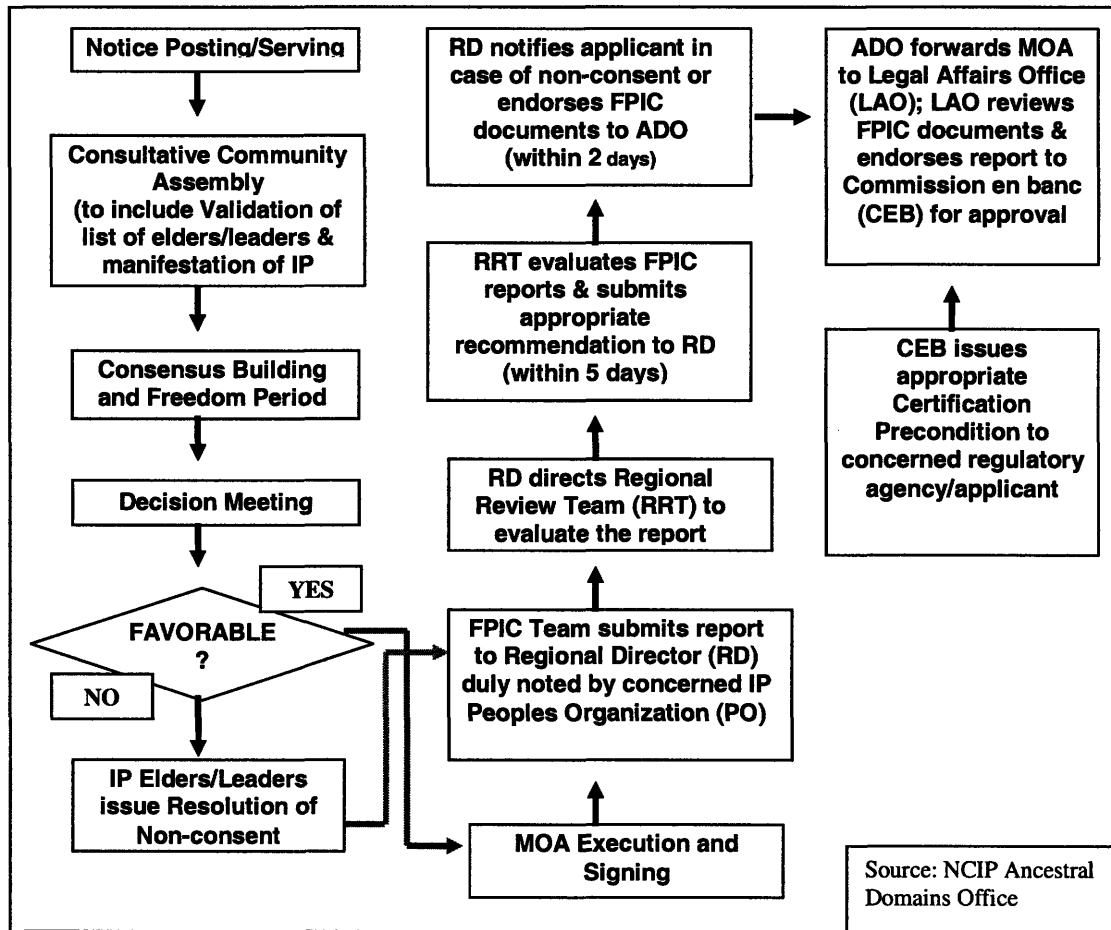 Notice Posting/Serving
Consultative Community
Assembly
(to include Validation of
list of elders/leaders &
manifestation of IP
Consensus Building
and Freedom Period
Decision Meeting
YES
FAVORABLE
?
NO
IP Elders/Leaders
issue Resolution of
Non-consent
RD notifies applicant in
case of non-consent or
endorses FPIC
documents to ADO
(within 2 days)
RRT evaluates FPIC
reports & submits
appropriate
recommendation to RD
(within 5 days)
RD directs Regional
Review Team (RRT) to
evaluate the report
FPIC Team submits report
to Regional Director (RD)
duly noted by concerned IP
Peoples Organization (PO)
MOA Execution and
Signing
ADO forwards MOA
to Legal Affairs Office
(LAO); LAO reviews
FPIC documents &
endorses report to
Commission en banc
(CEB) for approval
CEB issues
appropriate
Certification
Precondition to
concerned regulatory
agency/applicant
Source: NCIP Ancestral
Domains Office